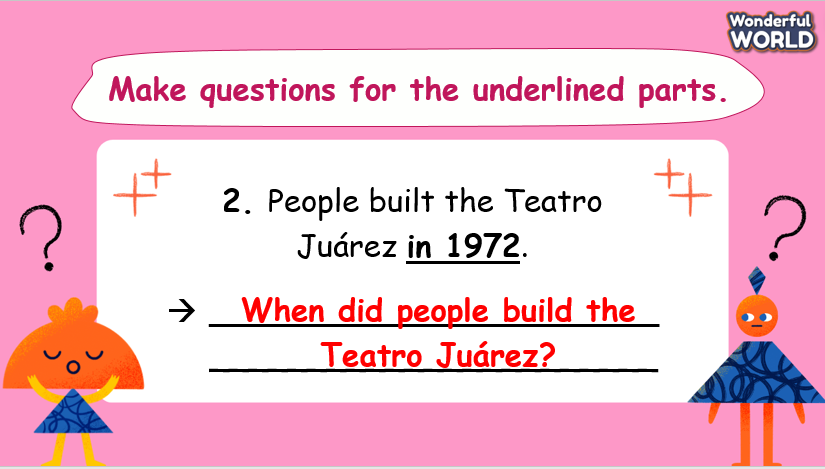 Wonderful
WORLD
Make questions for the underlined parts.
2. People built the Teatro
Juárez in 1972.
→ When did people build the
Teatro Juárez?